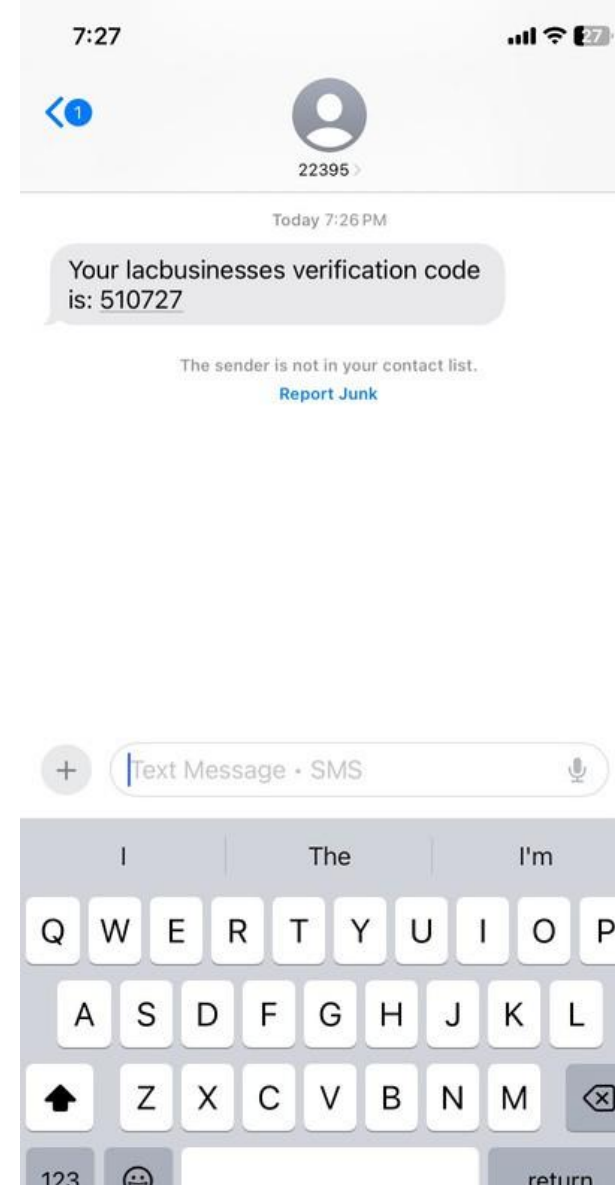 7:27
27
1
22395
Today 7:26 PM
Your lacbusinesses verification code
is: 510727
The sender is not in your contact list.
Report Junk
Text Message • SMS
I The I'm
Q W E R T Y U I O P
A S D F G H J K L
Z X C V B N M
123 return